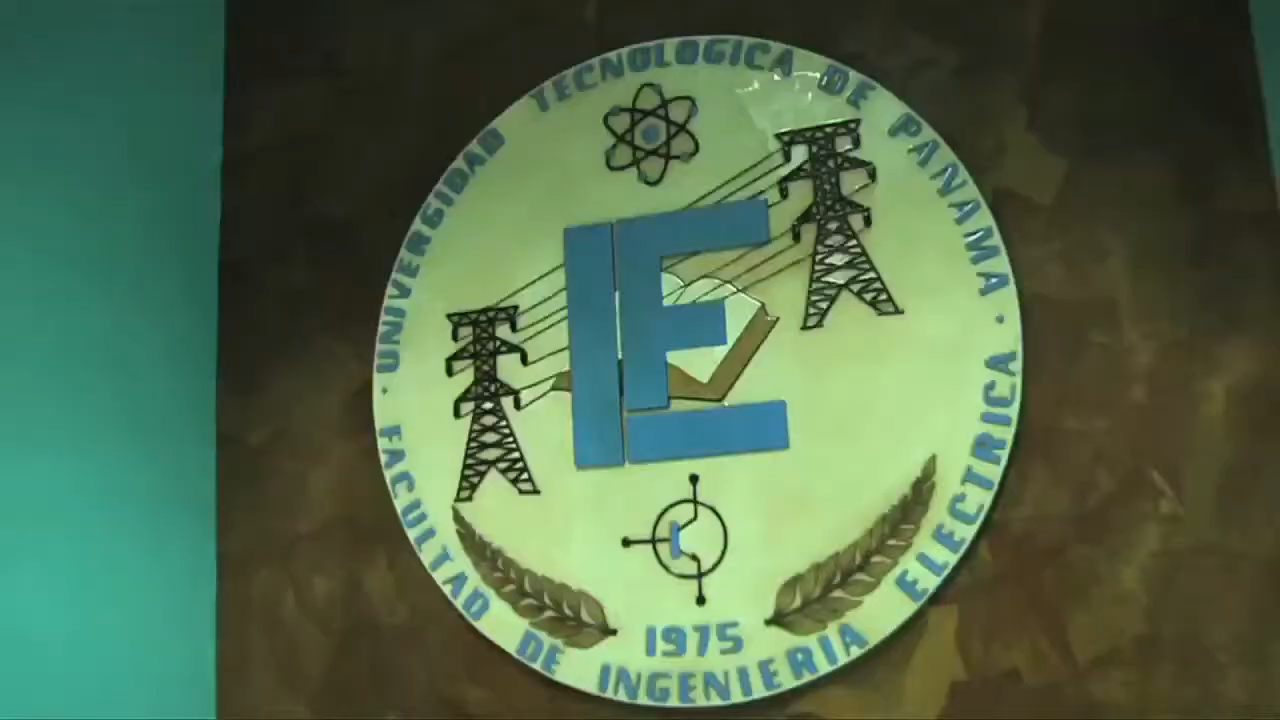 · UNIVERSIDAD TECNOLOGICA DE PANAMA ·
FACULTAD DE INGENIERIA ELECTRICA
IE
1975